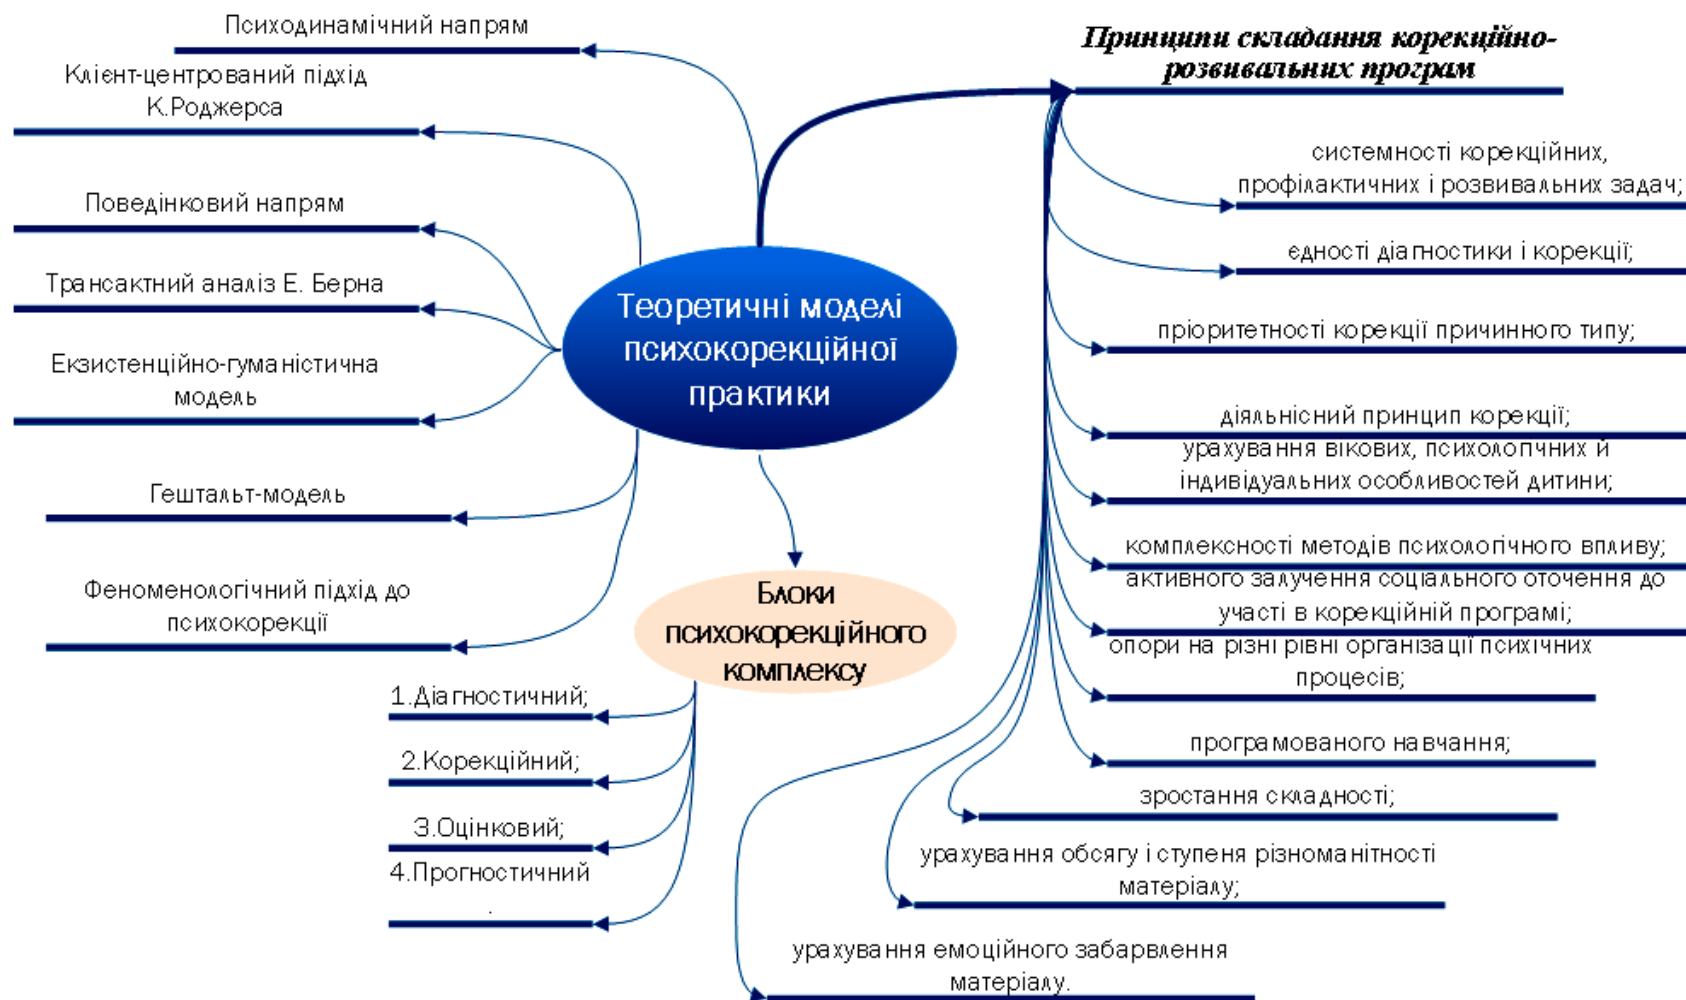 Психодинамічний напрям
Клієнт-центрований підхід
К.Роджерса
Поведінковий напрям
Трансактний аналіз Е. Берна
Екзистенційно-гуманістична
модель
Гештальт-модель
Феноменологічний підхід до
психокорекції
Теоретичні моделі
психокорекційної
практики
Блоки
психокорекційного
комплексу
1.Діагностичний;
2.Корекційний;
3.Оцінковий;
4.Прогностичний
.
Принципи складання корекційно-
розвивальних програм
системності корекційних,
профілактичних і розвивальних задач;
єдності діагностики і корекції;
пріоритетності корекції причинного типу;
діяльнісний принцип корекції;
урахування вікових, психологічних й
індивідуальних особливостей дитини;
комплексності методів психологічного впливу;
активного залучення соціального оточення до
участі в корекційній програмі;
опори на різні рівні організації психічних
процесів;
програмованого навчання;
зростання складності;
урахування обсягу і ступеня різноманітності
матеріалу;
урахування емоційного забарвлення
матеріалу.